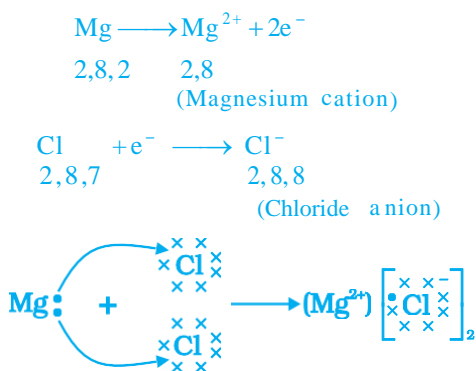 Mg ⟶ Mg²⁺ + 2e⁻
2,8,2 2,8
(Magnesium cation)
Cl + e⁻ ⟶ Cl⁻
2,8,7 2,8,8
(Chloride anion)
Cl
Mg: + ⟶ (Mg²⁺) [Cl⁻]₂
Cl